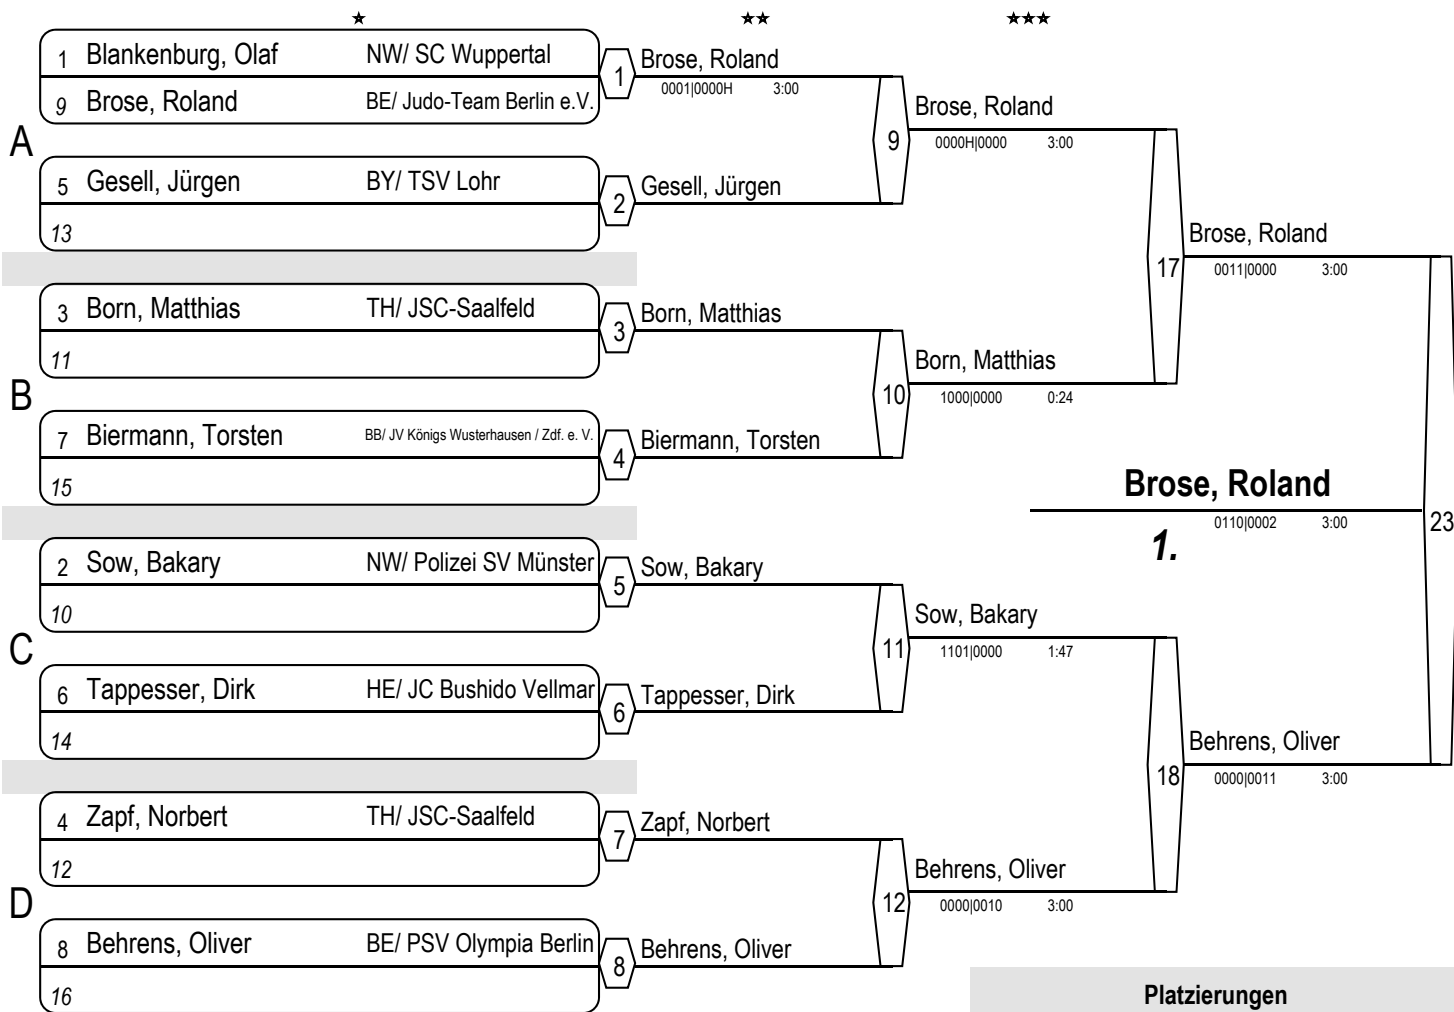 ★ ★★ ★★★
1 Blankenburg, Olaf NW/ SC Wuppertal
9 Brose, Roland BE/ Judo-Team Berlin e.V.
1 Brose, Roland
0001|0000H 3:00
A
5 Gesell, Jürgen BY/ TSV Lohr
13
2 Gesell, Jürgen
9 Brose, Roland
0000H|0000 3:00
3 Born, Matthias TH/ JSC-Saalfeld
11
3 Born, Matthias
B
7 Biermann, Torsten BB/ JV Königs Wusterhausen / Zdf. e. V.
15
4 Biermann, Torsten
10 Born, Matthias
1000|0000 0:24
17 Brose, Roland
0011|0000 3:00
2 Sow, Bakary NW/ Polizei SV Münster
10
5 Sow, Bakary
C
6 Tappesser, Dirk HE/ JC Bushido Vellmar
14
6 Tappesser, Dirk
11 Sow, Bakary
1101|0000 1:47
4 Zapf, Norbert TH/ JSC-Saalfeld
12
7 Zapf, Norbert
D
8 Behrens, Oliver BE/ PSV Olympia Berlin
16
8 Behrens, Oliver
12 Behrens, Oliver
0000|0010 3:00
18 Behrens, Oliver
0000|0011 3:00
Brose, Roland
0110|0002 3:00
1.
23
Platzierungen